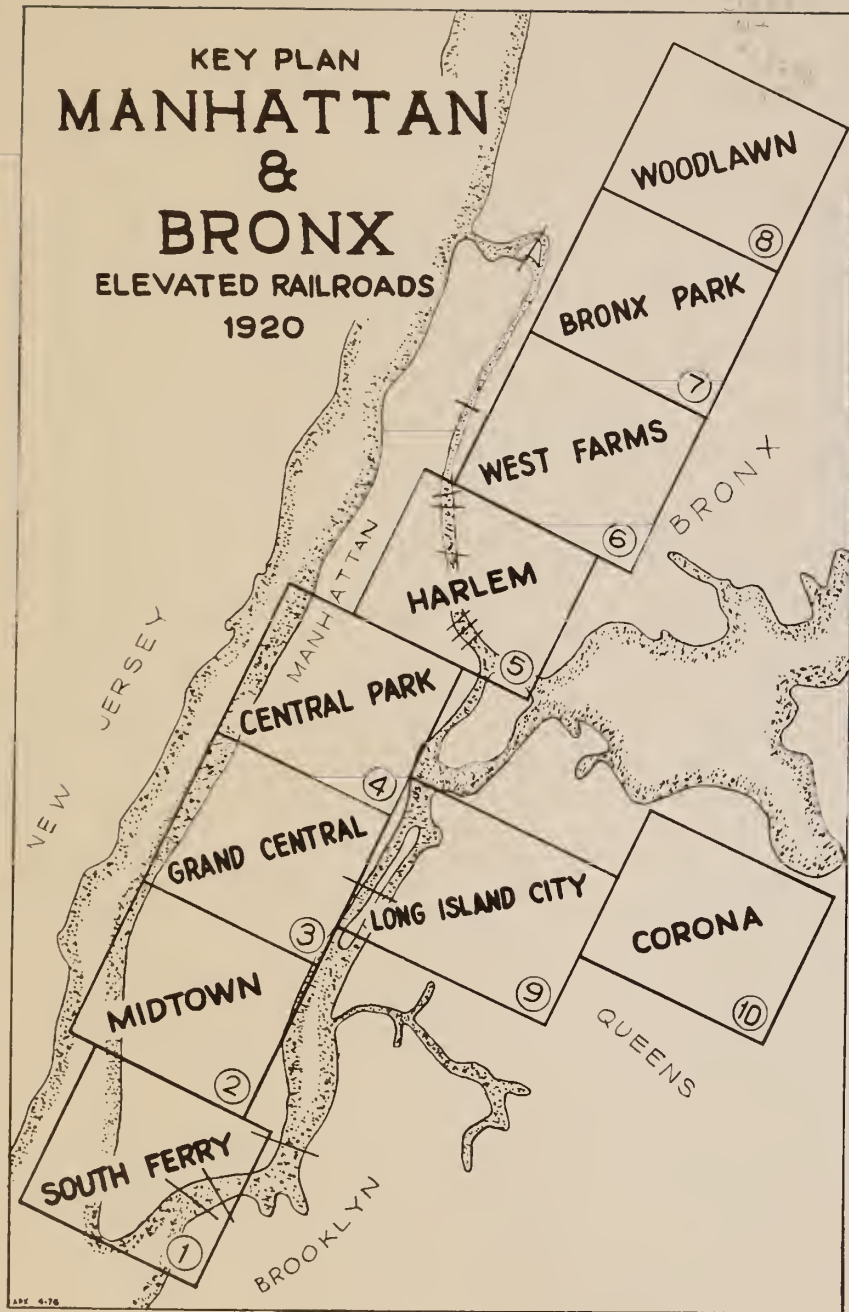 KEY PLAN
MANHATTAN
&
BRONX
ELEVATED RAILROADS
1920
WOODLAWN
8
BRONX PARK
7
WEST FARMS
6
BRONX
HARLEM
5
MANHATTAN
NEW JERSEY
CENTRAL PARK
4
GRAND CENTRAL
3
LONG ISLAND CITY
9
CORONA
10
QUEENS
MIDTOWN
2
SOUTH FERRY
1
BROOKLYN
4-76